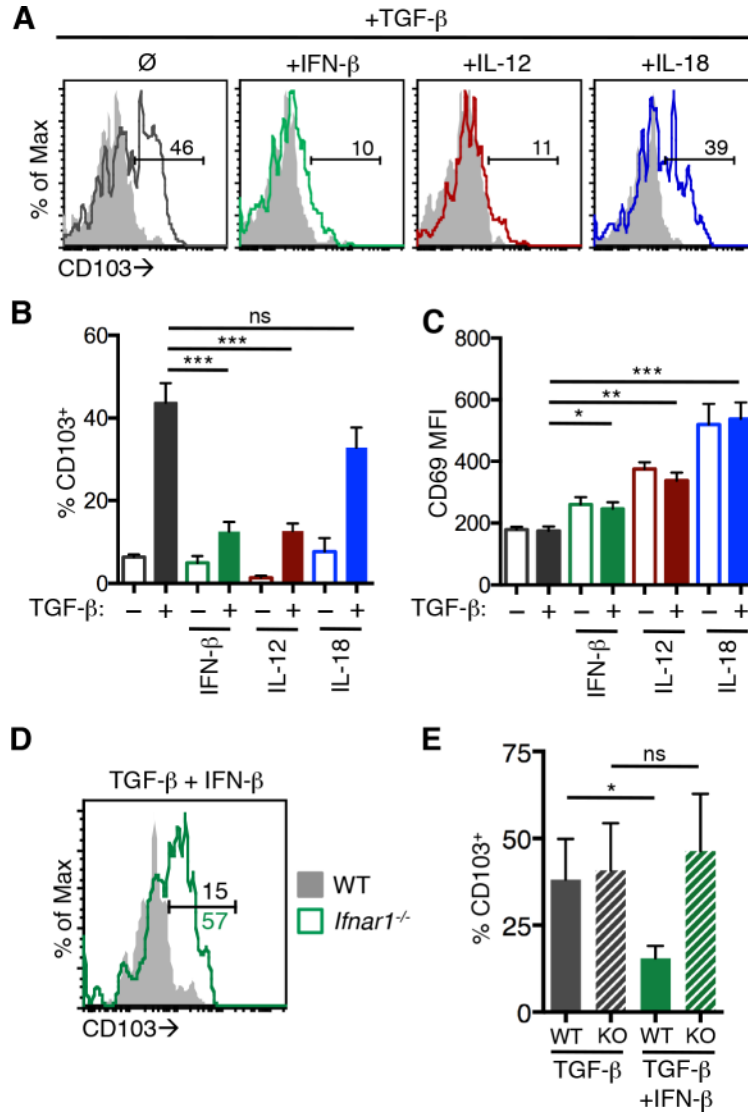 A
+TGF-β
Ø +IFN-β +IL-12 +IL-18
% of Max
46 10 11 39
CD103→
B
% CD103+
60
40
20
0
ns
***
***
TGF-β: – + – + – + – +
IFN-β IL-12 IL-18
C
CD69 MFI
800
600
400
200
0
***
**
*
TGF-β: – + – + – + – +
IFN-β IL-12 IL-18
D
TGF-β + IFN-β
% of Max
15
57
CD103→
WT
Ifnar1-/-
E
% CD103+
75
50
25
0
ns
*
WT KO WT KO
TGF-β TGF-β
+IFN-β